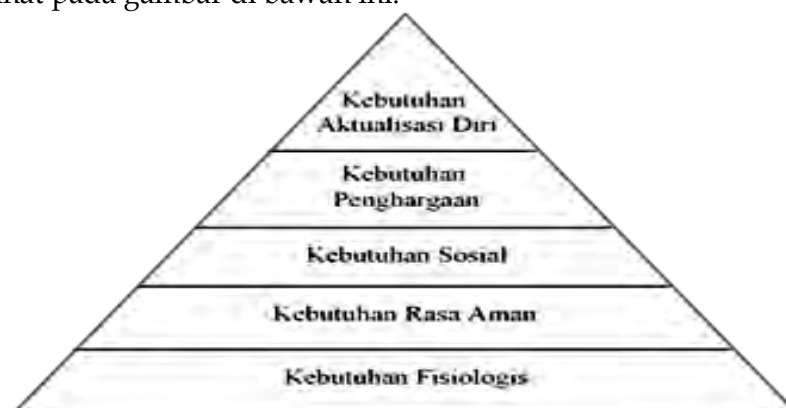 pada gambar di bawah ini.
Kebutuhan
Aktualisasi Diri
Kebutuhan
Penghargaan
Kebutuhan Sosial
Kebutuhan Rasa Aman
Kebutuhan Fisiologis